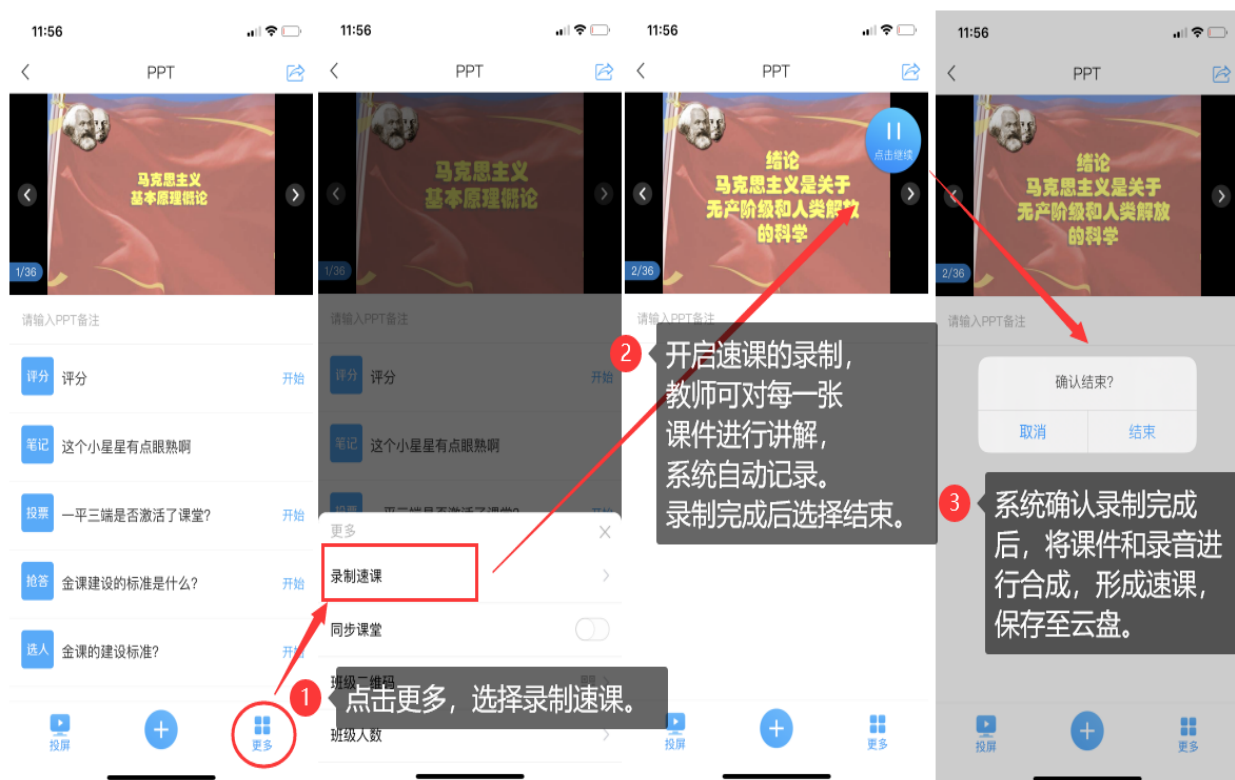 11:56
PPT
马克思主义
基本原理概论
1/36
请输入PPT备注
评分 评分 开始
笔记 这个小星星有点眼熟啊
投票 一平三端是否激活了课堂? 开始
抢答 金课建设的标准是什么? 开始
选人 金课的建设标准? 开始
投屏 更多
11:56
PPT
马克思主义
基本原理概论
1/36
请输入PPT备注
评分 评分 开始
笔记 这个小星星有点眼熟啊
更多
录制速课
同步课堂
班级二维码
班级人数
1 点击更多，选择录制速课。
11:56
PPT
点击继续
绪论
马克思主义是关于
无产阶级和人类解放
的科学
2/36
请输入PPT备注
2 开启速课的录制，
教师可对每一张
课件进行讲解，
系统自动记录。
录制完成后选择结束。
投屏 更多
11:56
PPT
绪论
马克思主义是关于
无产阶级和人类解放
的科学
2/36
请输入PPT备注
确认结束?
取消 结束
3 系统确认录制完成
后，将课件和录音进
行合成，形成速课，
保存至云盘。
投屏 更多